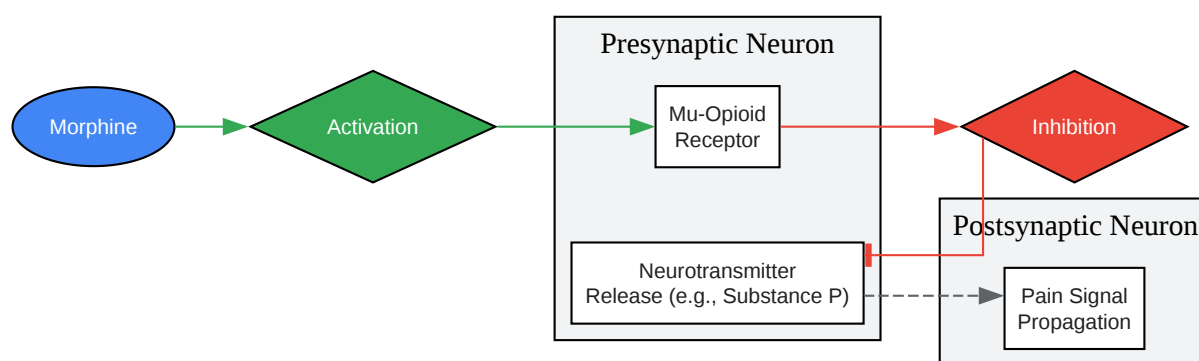 Presynaptic Neuron
Morphine
Activation
Mu-Opioid
Receptor
Inhibition
Postsynaptic Neuron
Neurotransmitter
Release (e.g., Substance P)
Pain Signal
Propagation